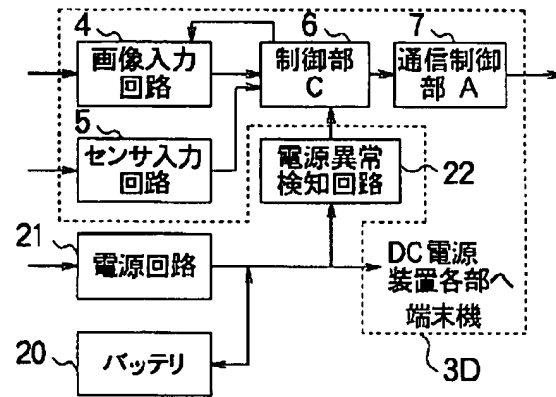 4
画像入力
回路
6
制御部
C
7
通信制御
部 A
5
センサ入力
回路
電源異常
検知回路
22
21
電源回路
DC電源
装置各部へ
端末機
20
バッテリ
3D